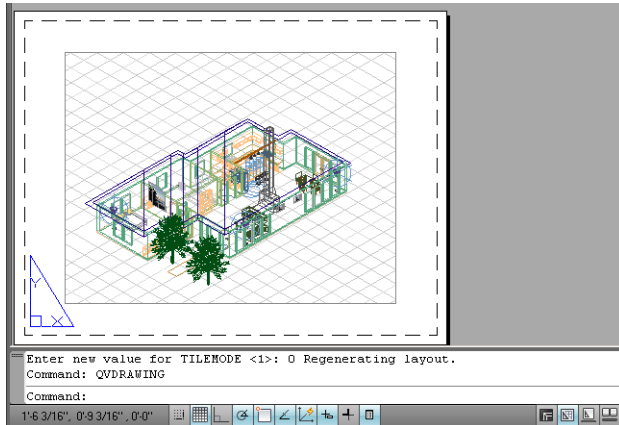 Y
X
Enter new value for TILEMODE <1>: 0 Regenerating layout.
Command: QVDRAWING
Command:
1'-6 3/16", 0'-9 3/16", 0'-0"